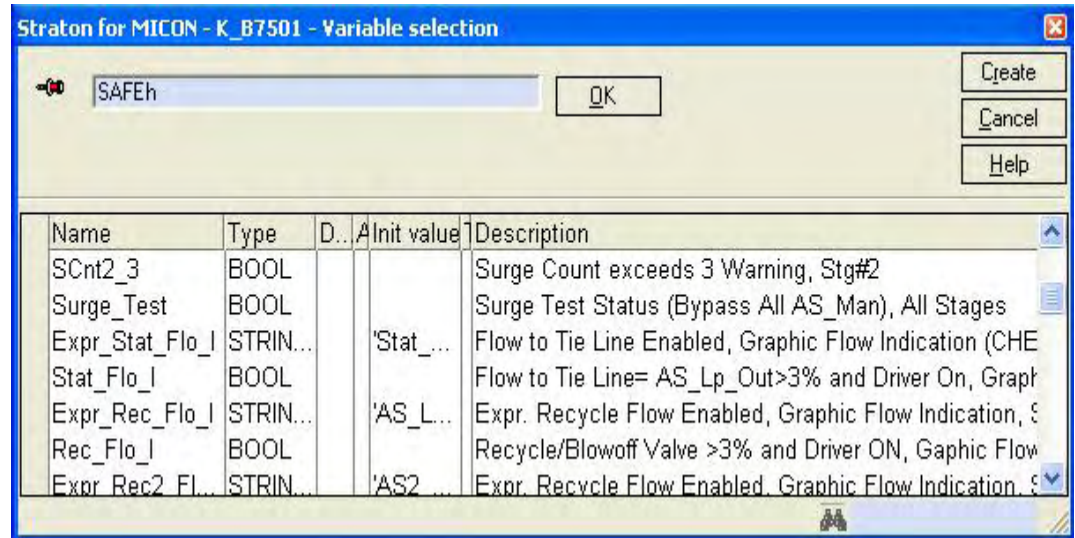 Straton for MICON - K_B7501 - Variable selection
SAFEh
OK
Create
Cancel
Help
Name Type D... A Init value T Description
SCnt2_3 BOOL Surge Count exceeds 3 Warning, Stg#2
Surge_Test BOOL Surge Test Status (Bypass All AS_Man), All Stages
Expr_Stat_Flo_I STRIN... 'Stat_... Flow to Tie Line Enabled, Graphic Flow Indication (CHE
Stat_Flo_I BOOL Flow to Tie Line= AS_Lp_Out>3% and Driver On, Graph
Expr_Rec_Flo_I STRIN... 'AS_L... Expr. Recycle Flow Enabled, Graphic Flow Indication, S
Rec_Flo_I BOOL Recycle/Blowoff Valve >3% and Driver ON, Gaphic Flow
Expr_Rec2_Fl... STRIN... 'AS2_... Expr. Recycle Flow Enabled, Graphic Flow Indication, S